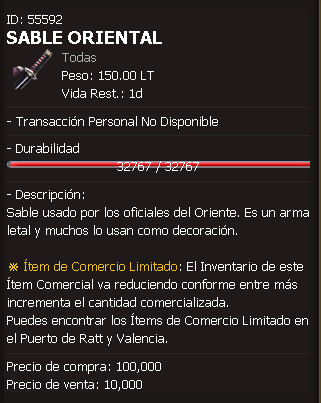 ID: 55592
SABLE ORIENTAL
Todas
Peso: 150.00 LT
Vida Rest.: 1d
- Transacción Personal No Disponible
- Durabilidad
32767 / 32767
- Descripción:
Sable usado por los oficiales del Oriente. Es un arma
letal y muchos lo usan como decoración.
※ Ítem de Comercio Limitado: El Inventario de este
Ítem Comercial va reduciendo conforme entre más
incrementa el cantidad comercializada.
Puedes encontrar los Ítems de Comercio Limitado en
el Puerto de Ratt y Valencia.
Precio de compra: 100,000
Precio de venta: 10,000